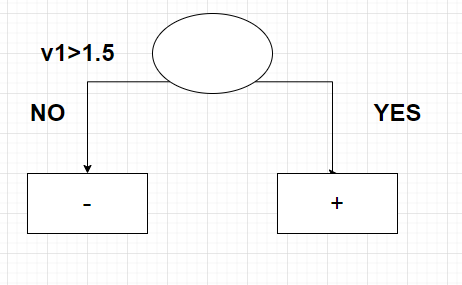 v1>1.5
NO
YES
-
+